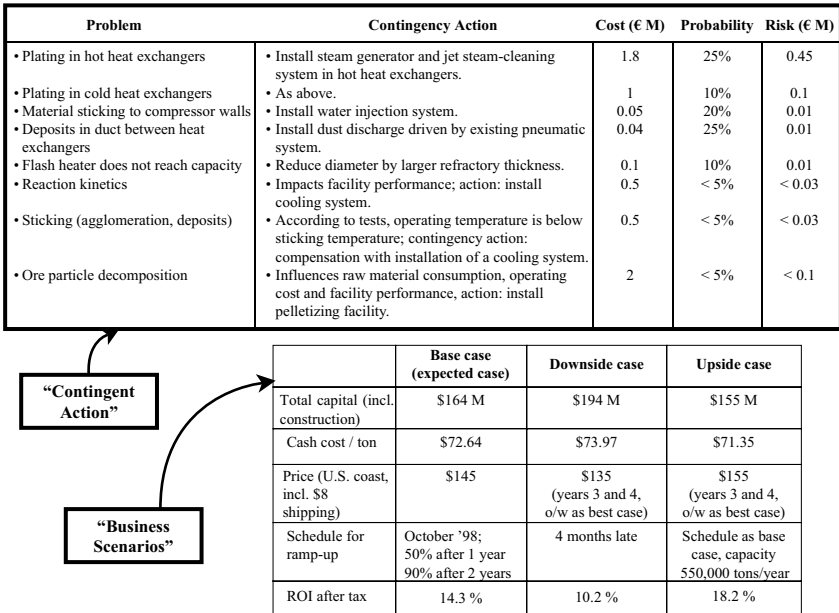 Problem Contingency Action Cost (€ M) Probability Risk (€ M)
• Plating in hot heat exchangers • Install steam generator and jet steam-cleaning 1.8 25% 0.45
system in hot heat exchangers.
• Plating in cold heat exchangers • As above. 1 10% 0.1
• Material sticking to compressor walls • Install water injection system. 0.05 20% 0.01
• Deposits in duct between heat • Install dust discharge driven by existing pneumatic 0.04 25% 0.01
exchangers system.
• Flash heater does not reach capacity • Reduce diameter by larger refractory thickness. 0.1 10% 0.01
• Reaction kinetics • Impacts facility performance; action: install 0.5 < 5% < 0.03
cooling system.
• Sticking (agglomeration, deposits) • According to tests, operating temperature is below 0.5 < 5% < 0.03
sticking temperature; contingency action:
compensation with installation of a cooling system.
• Ore particle decomposition • Influences raw material consumption, operating 2 < 5% < 0.1
cost and facility performance, action: install
pelletizing facility.
“Contingent
Action”
“Business
Scenarios”
Base case
(expected case) Downside case Upside case
Total capital (incl. $164 M $194 M $155 M
construction)
Cash cost / ton $72.64 $73.97 $71.35
Price (U.S. coast, $145 $135 $155
incl. $8 (years 3 and 4, (years 3 and 4,
shipping) o/w as best case) o/w as best case)
Schedule for October ’98; 4 months late Schedule as base
ramp-up 50% after 1 year case, capacity
90% after 2 years 550,000 tons/year
ROI after tax 14.3 % 10.2 % 18.2 %